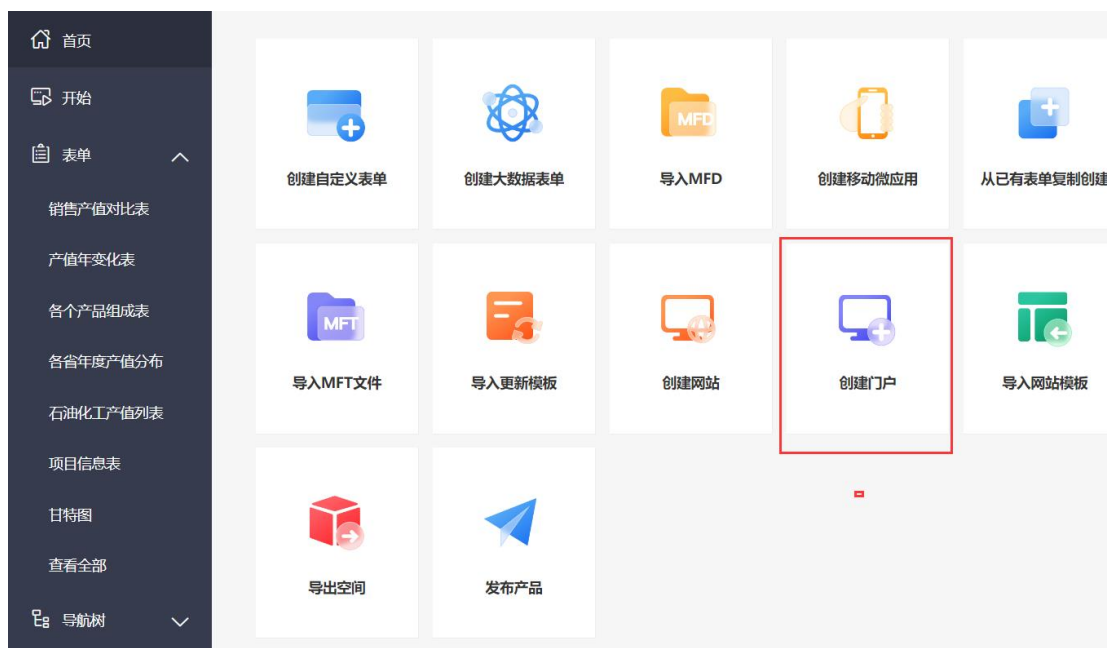 首页
开始
表单
销售产值对比表
产值年变化表
各个产品组成表
各省年度产值分布
石油化工产值列表
项目信息表
甘特图
查看全部
导航树
创建自定义表单
创建大数据表单
MFD
导入MFD
创建移动微应用
从已有表单复制创建
MFT
导入MFT文件
导入更新模板
创建网站
创建门户
导入网站模板
导出空间
发布产品